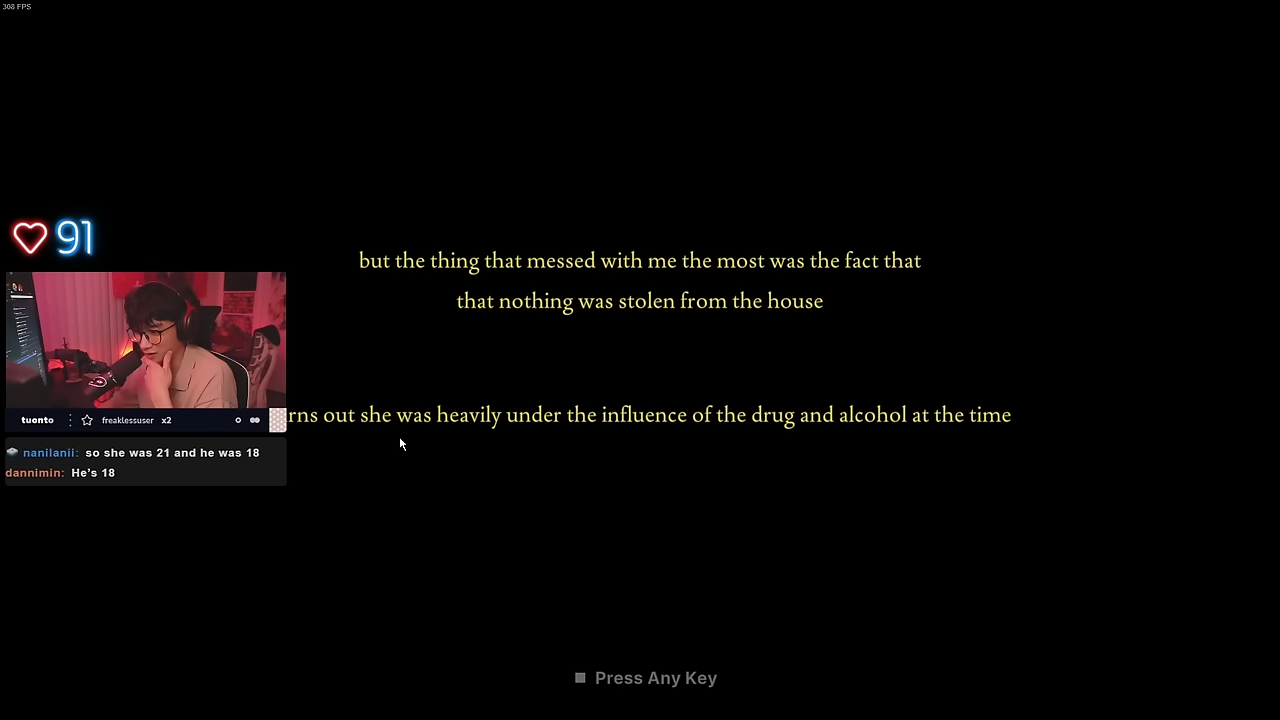 308 FPS
but the thing that messed with me the most was the fact that
that nothing was stolen from the house
91
rns out she was heavily under the influence of the drug and alcohol at the time
tuonto
freaklessuser x2
nanilanii: so she was 21 and he was 18
dannimin: He's 18
Press Any Key